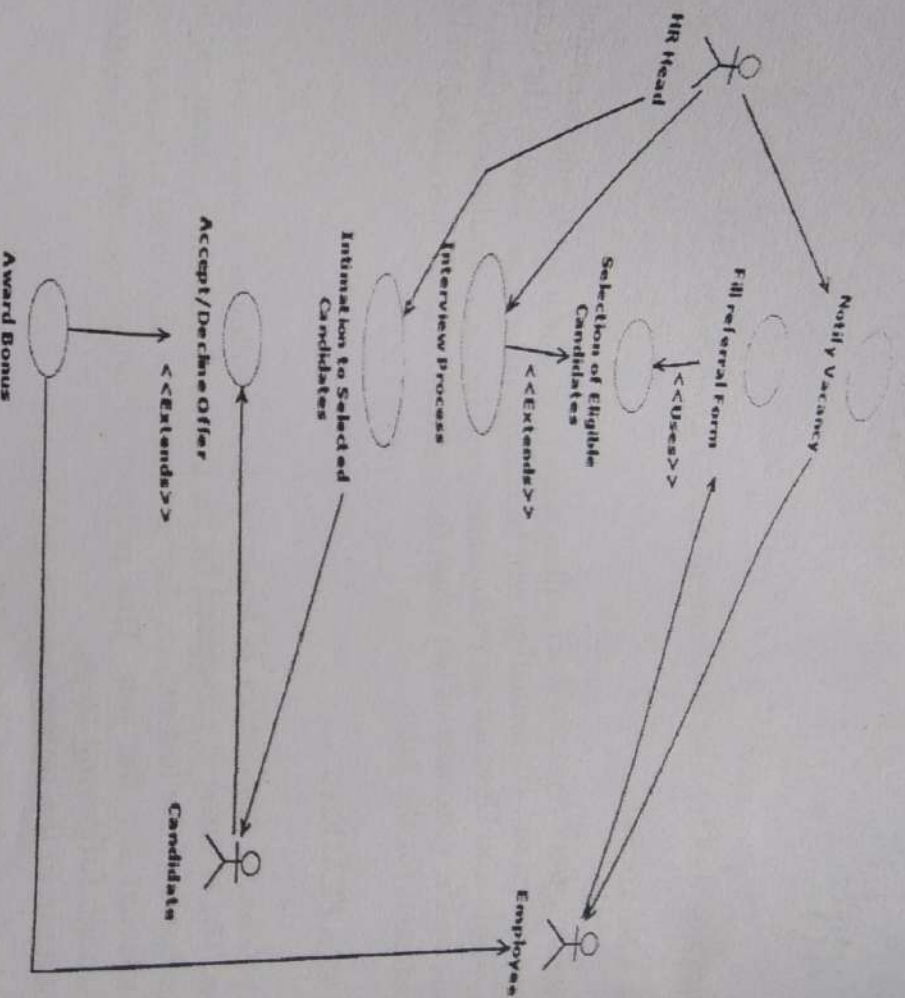 Notify Vacancy
HR Head
Fill referral Form
<<Uses>>
Selection of Eligible
Candidates
Employee
<<Extends>>
Interview Process
Intimation to Selected
Candidates
Accept/Decline Offer
Candidate
<<Extends>>
Award Bonus